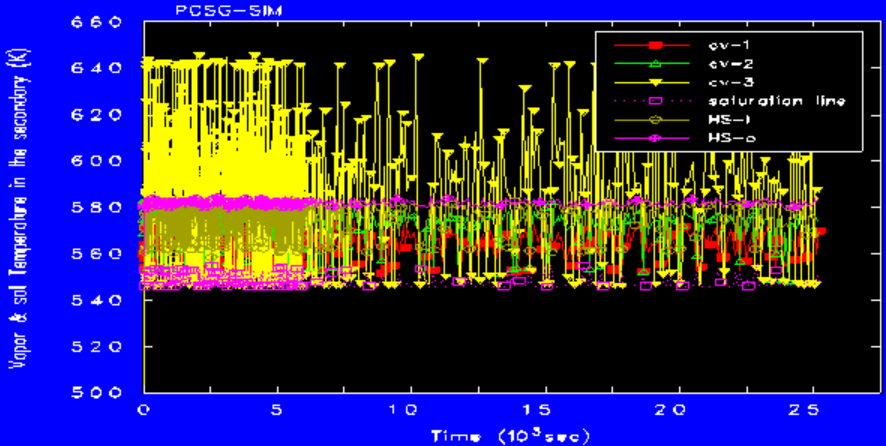 PCSG-SIM
Vapor & sol Temperature in the secondary (K)
660
640
620
600
580
560
540
520
500
cv-1
cv-2
cv-3
saturation line
HS-i
HS-o
0 5 10 15 20 25
Time (10³sec)